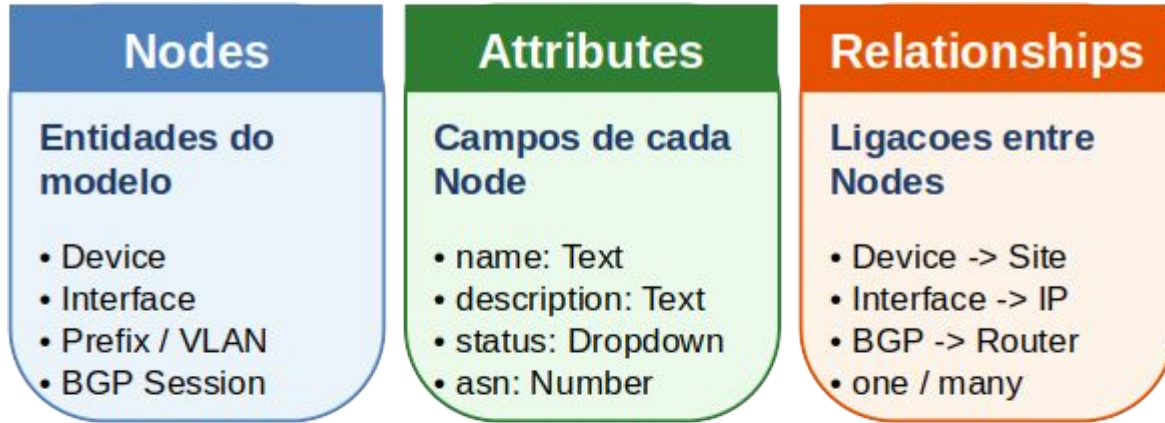 Nodes
Entidades do
modelo
• Device
• Interface
• Prefix / VLAN
• BGP Session
Attributes
Campos de cada
Node
• name: Text
• description: Text
• status: Dropdown
• asn: Number
Relationships
Ligacoes entre
Nodes
• Device -> Site
• Interface -> IP
• BGP -> Router
• one / many